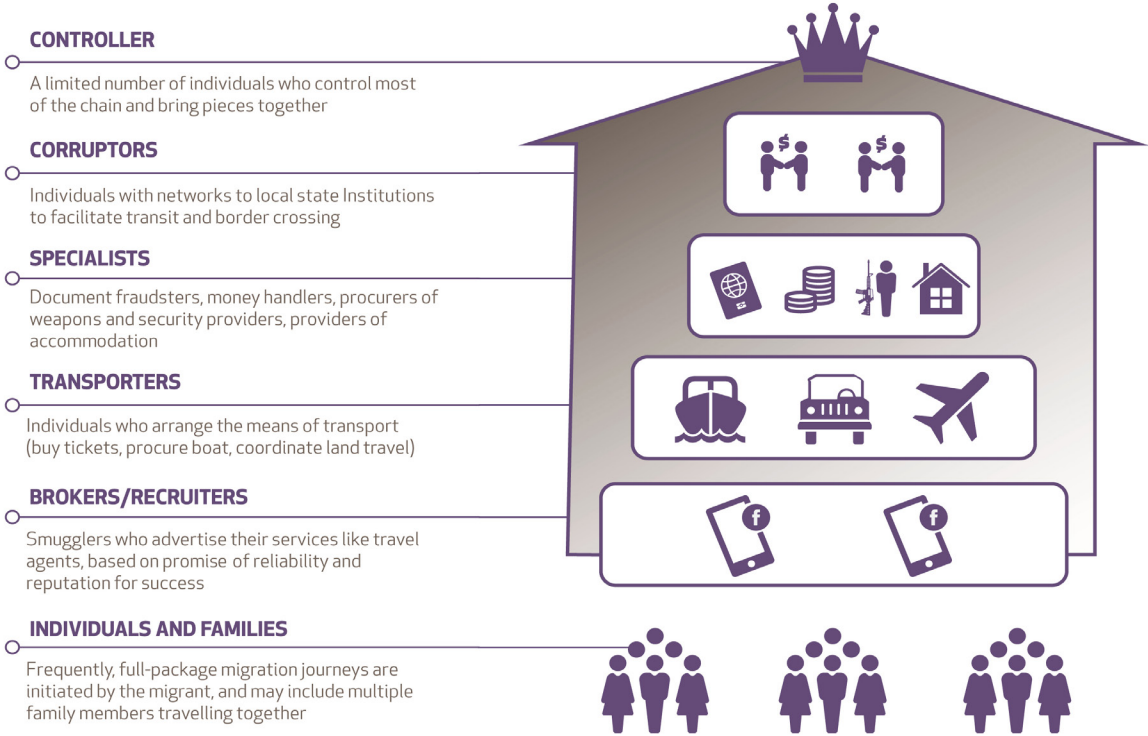 CONTROLLER
A limited number of individuals who control most
of the chain and bring pieces together
CORRUPTORS
Individuals with networks to local state Institutions
to facilitate transit and border crossing
SPECIALISTS
Document fraudsters, money handlers, procurers of
weapons and security providers, providers of
accommodation
TRANSPORTERS
Individuals who arrange the means of transport
(buy tickets, procure boat, coordinate land travel)
BROKERS/RECRUITERS
Smugglers who advertise their services like travel
agents, based on promise of reliability and
reputation for success
INDIVIDUALS AND FAMILIES
Frequently, full-package migration journeys are
initiated by the migrant, and may include multiple
family members travelling together
$ $
f f